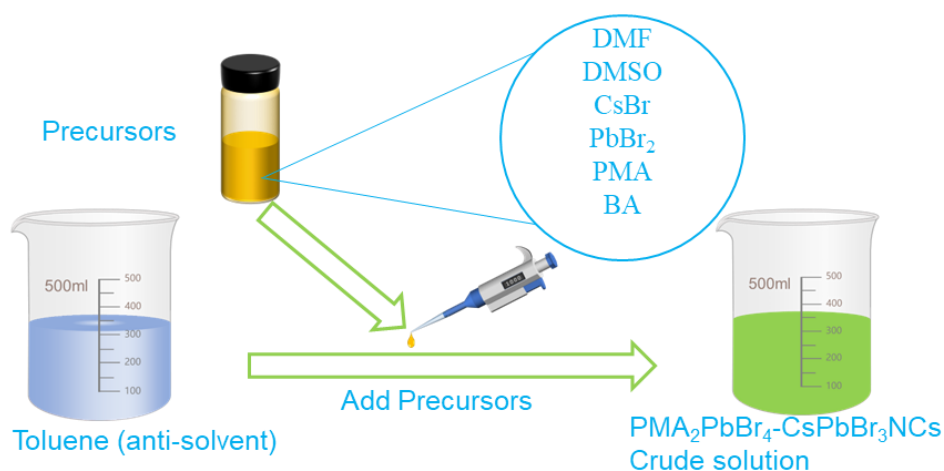 DMF
DMSO
CsBr
PbBr₂
PMA
BA
Precursors
500ml
500
400
300
200
100
1000
500ml
500
400
300
200
100
Add Precursors
Toluene (anti-solvent)
PMA₂PbBr₄-CsPbBr₃NCs
Crude solution